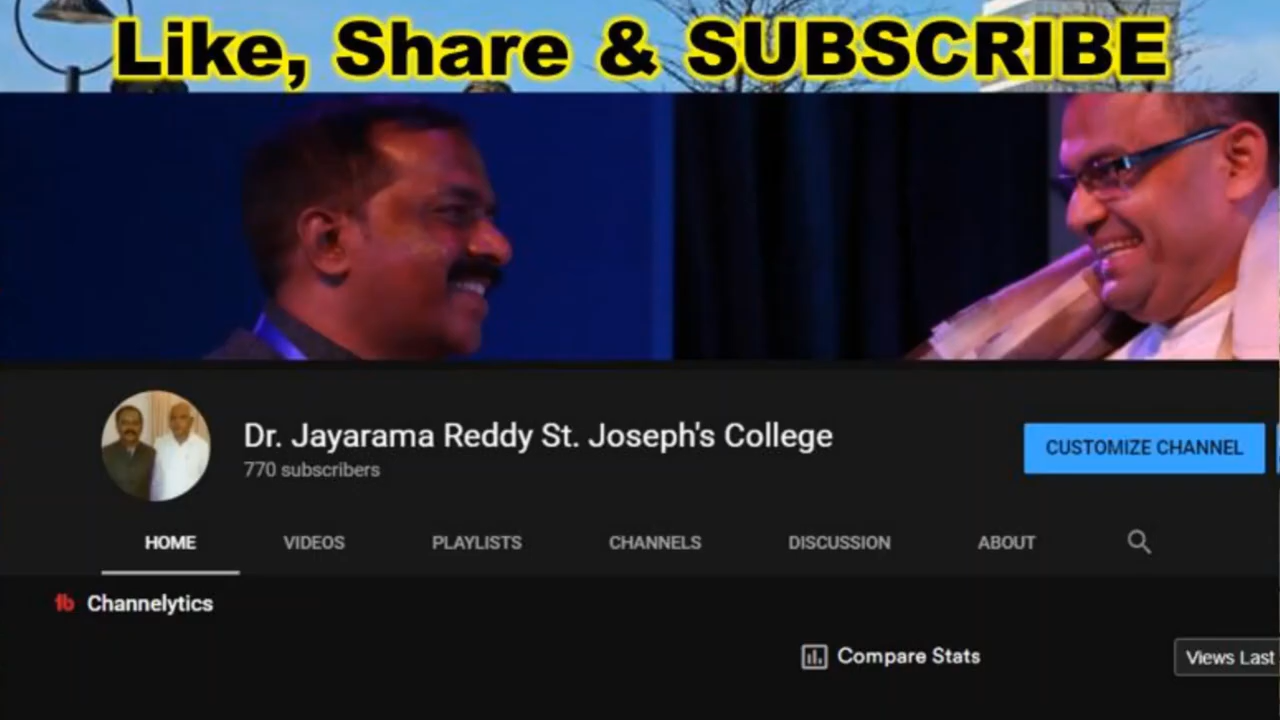 Like, Share & SUBSCRIBE
Dr. Jayarama Reddy St. Joseph's College
770 subscribers
CUSTOMIZE CHANNEL
HOME VIDEOS PLAYLISTS CHANNELS DISCUSSION ABOUT
tb Channelytics
Compare Stats
Views Last